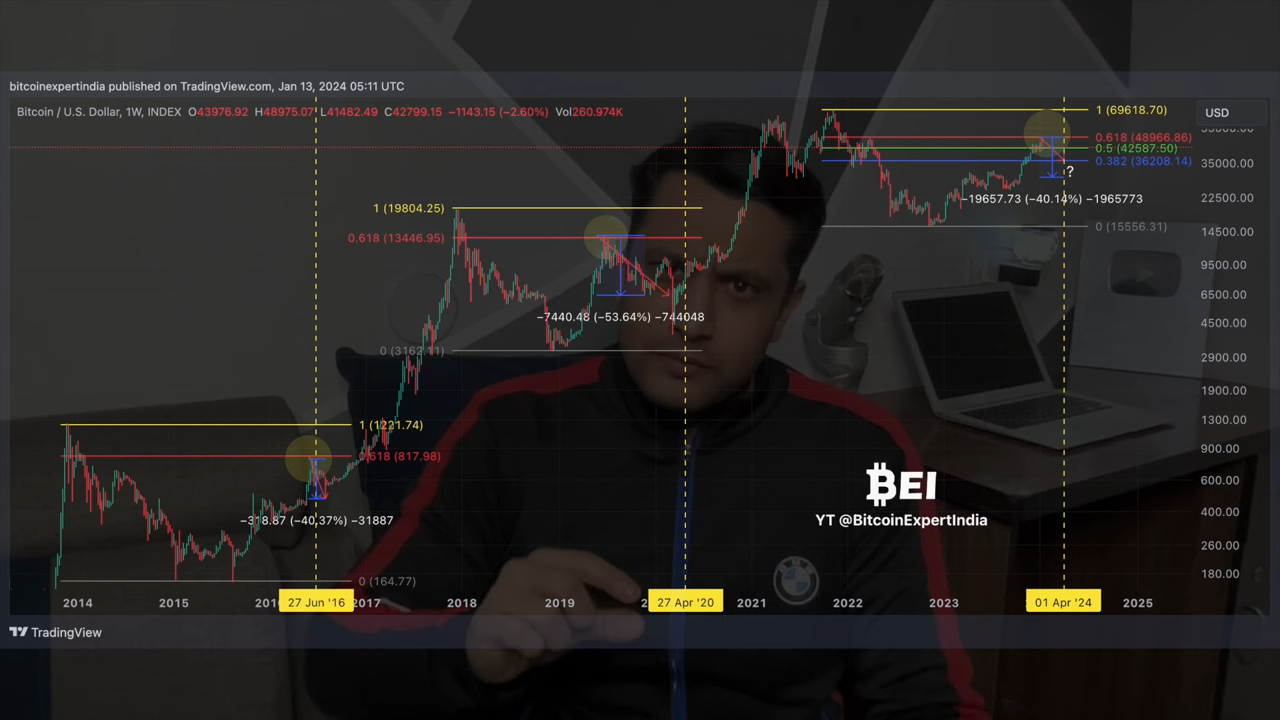 bitcoinexpertindia published on TradingView.com, Jan 13, 2024 05:11 UTC
Bitcoin / U.S. Dollar, 1W, INDEX O43976.92 H48975.07 L41482.49 C42799.15 −1143.15 (−2.60%) Vol260.974K
USD
1 (69618.70)
0.618 (48966.86)
0.5 (42587.50)
0.382 (36208.14)
?
−19657.73 (−40.14%) −1965773
0 (15556.31)
1 (19804.25)
0.618 (13446.95)
−7440.48 (−53.64%) −744048
0 (3162.11)
1 (1221.74)
0.618 (817.98)
−318.87 (−40.37%) −31887
0 (164.77)
35000.00
22500.00
14500.00
9500.00
6500.00
4500.00
2900.00
1900.00
1300.00
900.00
600.00
400.00
260.00
180.00
BEI
YT @BitcoinExpertIndia
2014 2015 27 Jun '16 2017 2018 2019 27 Apr '20 2021 2022 2023 01 Apr '24 2025
TradingView